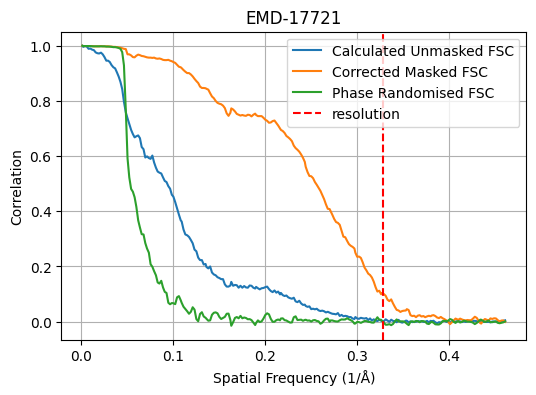 EMD-17721
Calculated Unmasked FSC
Corrected Masked FSC
Phase Randomised FSC
resolution
Correlation
1.0
0.8
0.6
0.4
0.2
0.0
0.0 0.1 0.2 0.3 0.4
Spatial Frequency (1/Å)